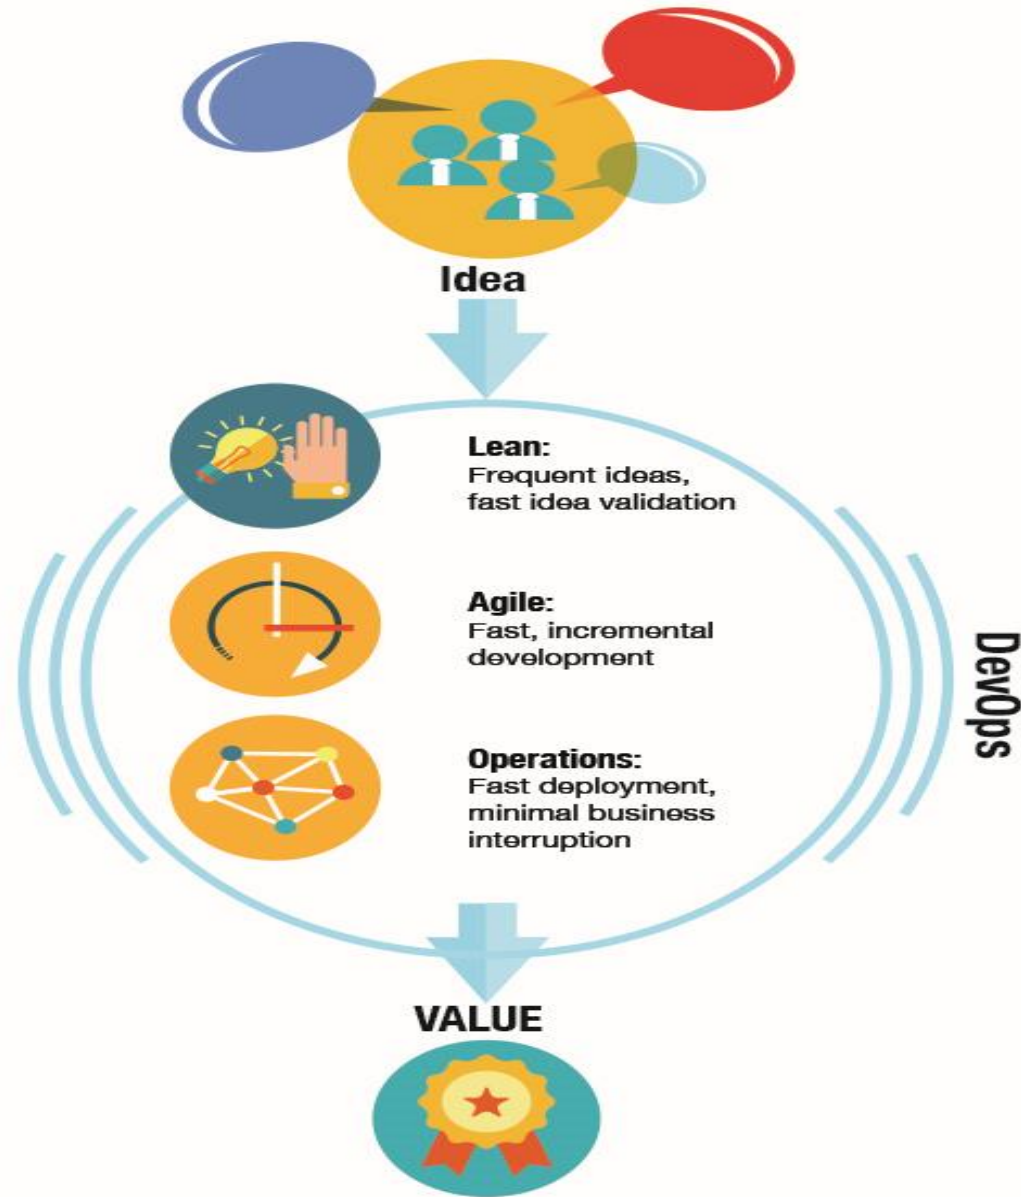 Idea
Lean:
Frequent ideas,
fast idea validation
Agile:
Fast, incremental
development
DevOps
Operations:
Fast deployment,
minimal business
interruption
VALUE